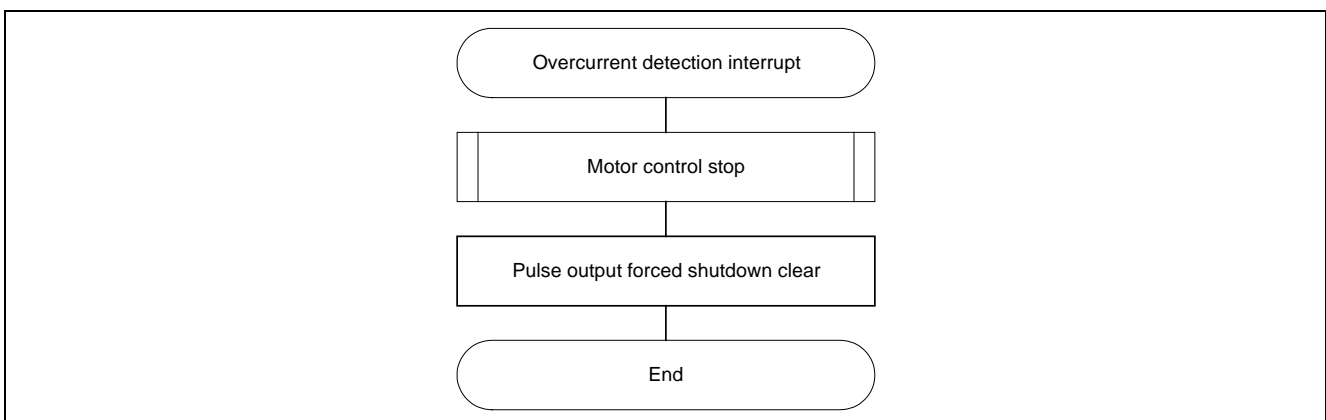 Overcurrent detection interrupt
Motor control stop
Pulse output forced shutdown clear
End